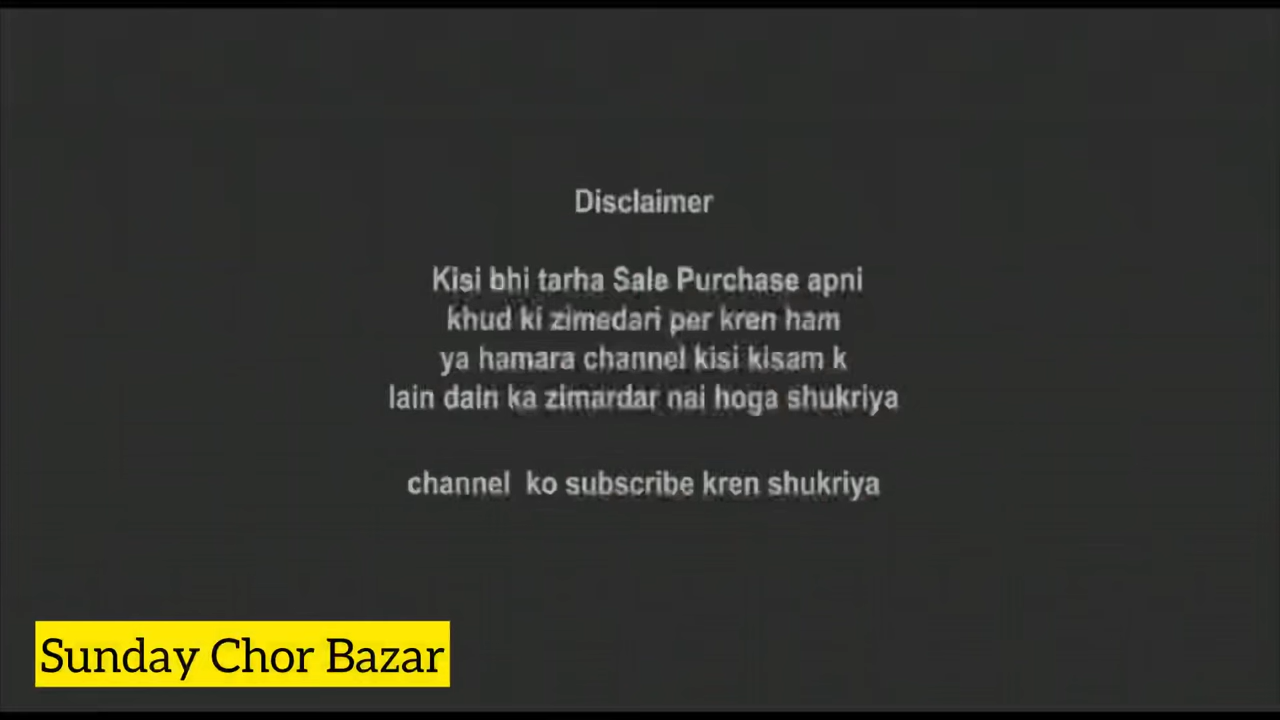 Disclaimer
Kisi bhi tarha Sale Purchase apni
khud ki zimedari per kren ham
ya hamara channel kisi kisam k
lain dain ka zimardar nai hoga shukriya
channel ko subscribe kren shukriya
Sunday Chor Bazar